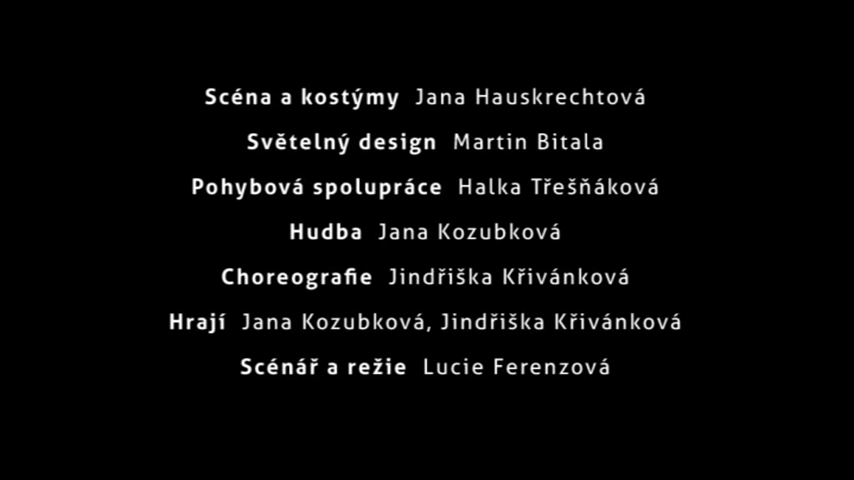 Scéna a kostýmy Jana Hauskrechtová
Světelný design Martin Bitala
Pohybová spolupráce Halka Třešňáková
Hudba Jana Kozubková
Choreografie Jindřiška Křivánková
Hrají Jana Kozubková, Jindřiška Křivánková
Scénář a režie Lucie Ferenzová